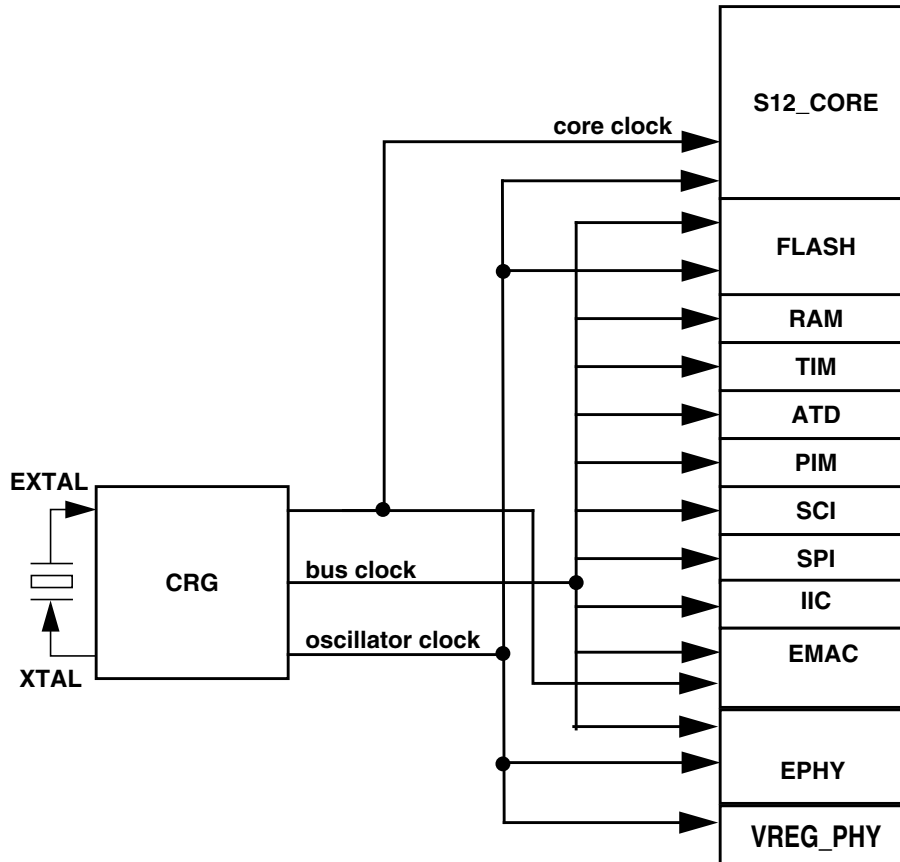 S12_CORE
core clock
FLASH
RAM
TIM
ATD
PIM
EXTAL
SCI
SPI
bus clock
CRG
IIC
oscillator clock
EMAC
XTAL
EPHY
VREG_PHY